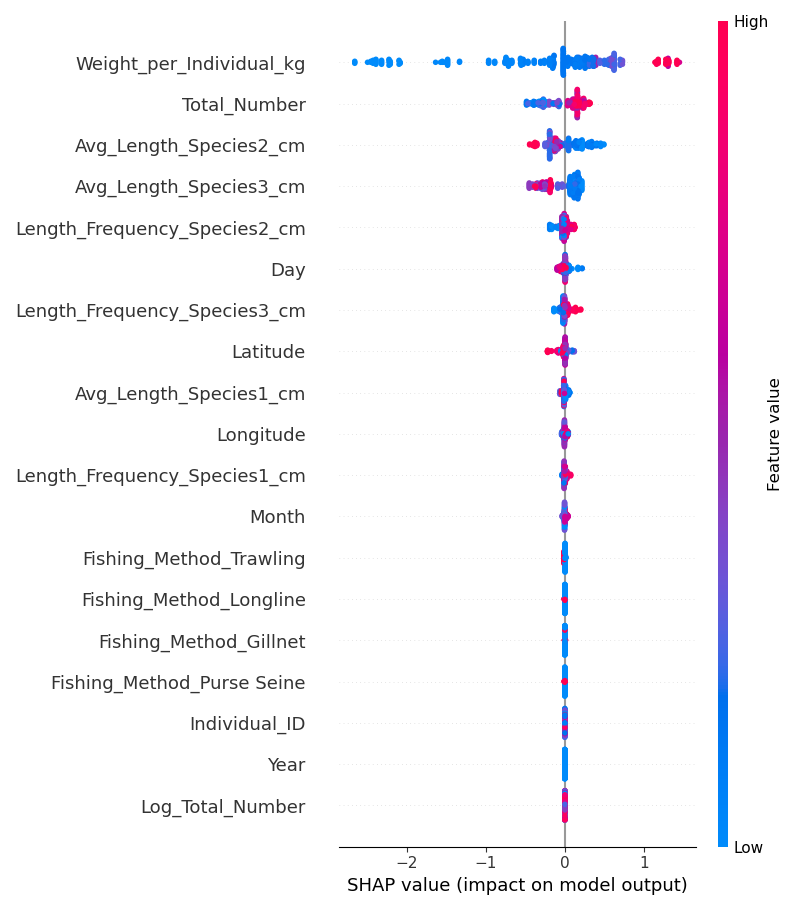 High
Weight_per_Individual_kg
Total_Number
Avg_Length_Species2_cm
Avg_Length_Species3_cm
Length_Frequency_Species2_cm
Day
Length_Frequency_Species3_cm
Latitude
Avg_Length_Species1_cm
Longitude
Length_Frequency_Species1_cm
Month
Fishing_Method_Trawling
Fishing_Method_Longline
Fishing_Method_Gillnet
Fishing_Method_Purse Seine
Individual_ID
Year
Log_Total_Number
Feature value
Low
−2 −1 0 1
SHAP value (impact on model output)